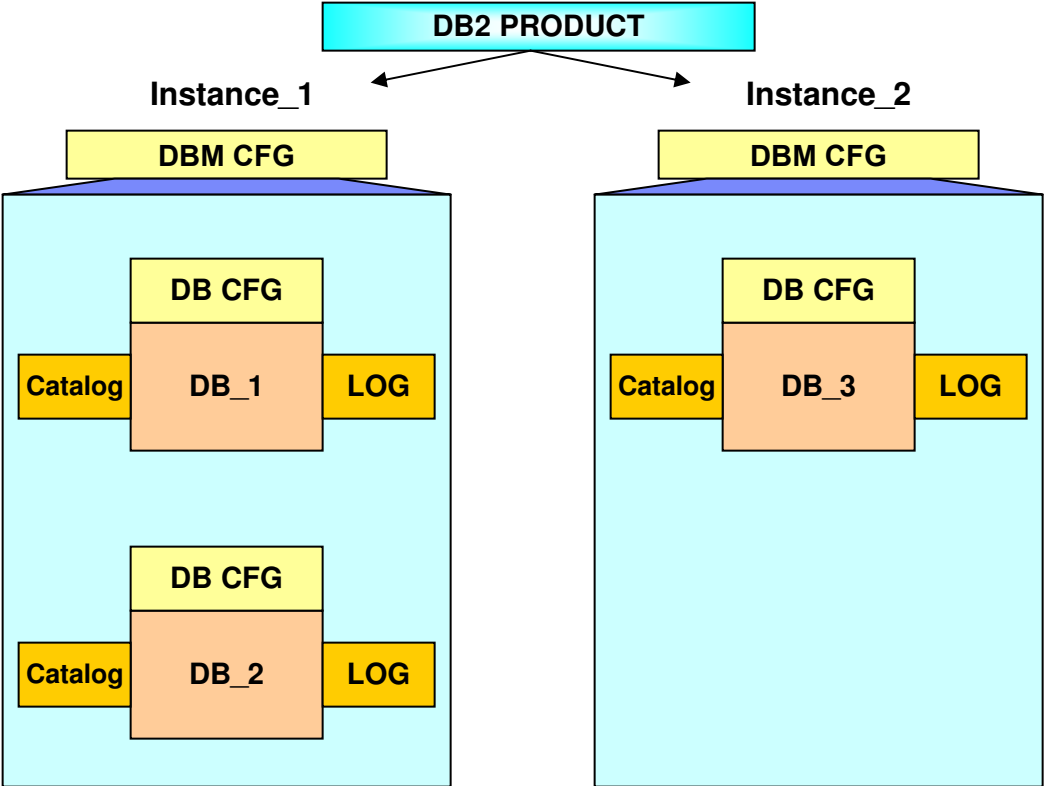 DB2 PRODUCT
Instance_1
Instance_2
DBM CFG
DBM CFG
DB CFG
DB CFG
Catalog
DB_1
LOG
Catalog
DB_3
LOG
DB CFG
Catalog
DB_2
LOG